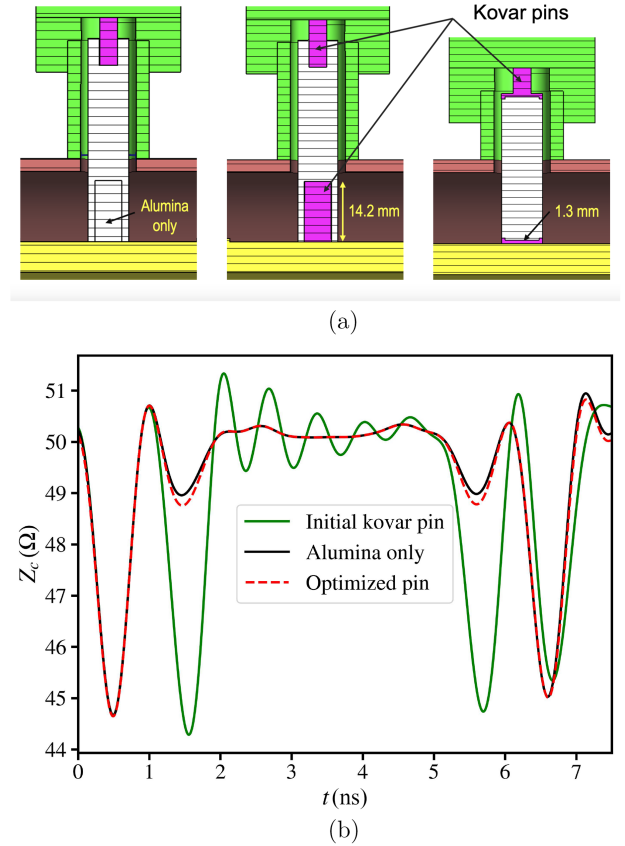 Kovar pins
Alumina
only
14.2 mm
1.3 mm
(a)
51
50
49
48
47
46
45
44
Z_c (Ω)
Initial kovar pin
Alumina only
Optimized pin
0 1 2 3 4 5 6 7
t (ns)
(b)